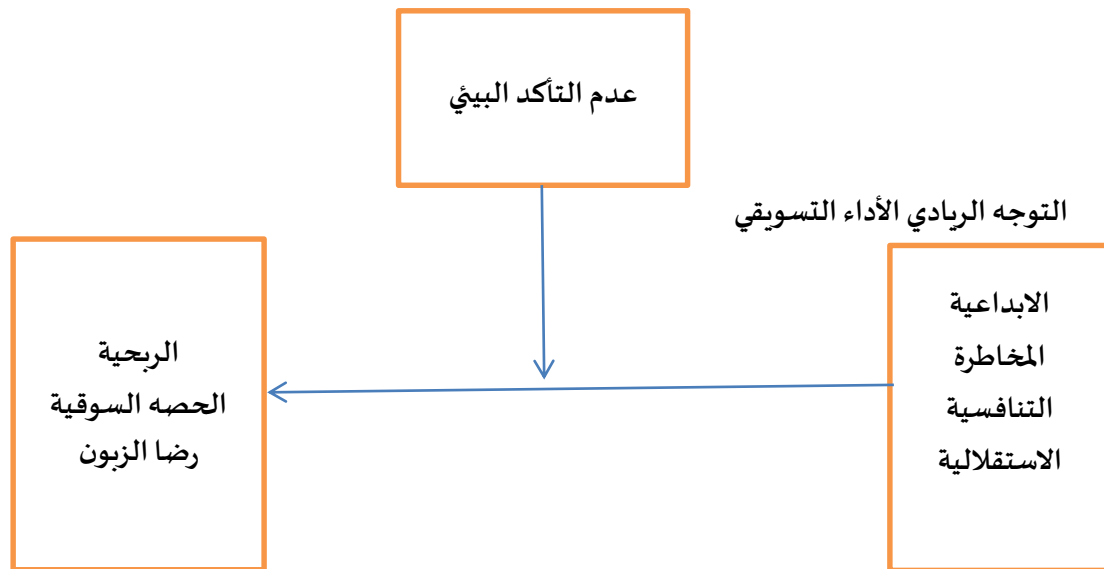 عدم التأكد البيئي
التوجه الريادي الأداء التسويقي
الابداعية
المخاطرة
التنافسية
الاستقلالية
الربحية
الحصه السوقية
رضا الزبون